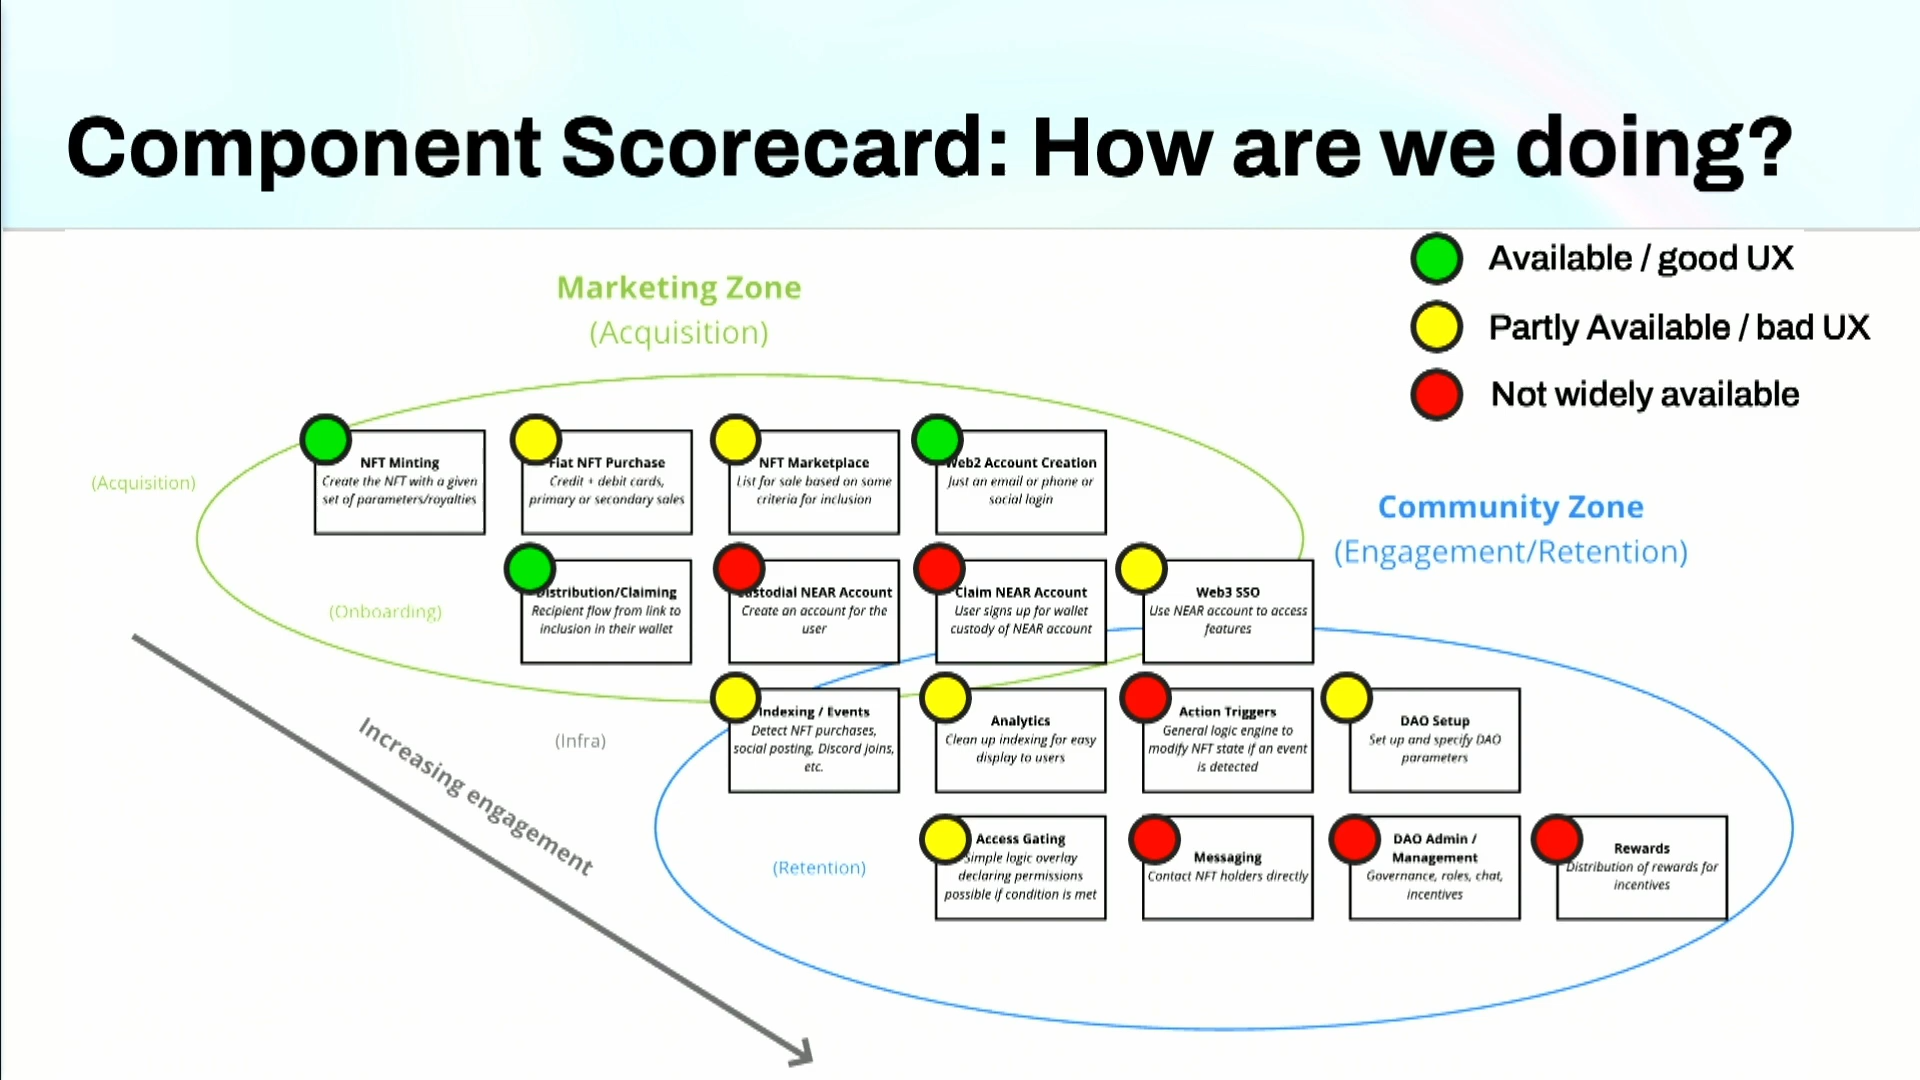 Component Scorecard: How are we doing?
Available / good UX
Partly Available / bad UX
Not widely available
Marketing Zone
(Acquisition)
Community Zone
(Engagement/Retention)
(Acquisition)
NFT Minting
Create the NFT with a given
set of parameters/royalties
Fiat NFT Purchase
Credit + debit cards,
primary or secondary sales
NFT Marketplace
List for sale based on some
criteria for inclusion
Web2 Account Creation
Just an email or phone or
social login
(Onboarding)
Distribution/Claiming
Recipient flow from link to
inclusion in their wallet
Custodial NEAR Account
Create an account for the
user
Claim NEAR Account
User signs up for wallet
custody of NEAR account
Web3 SSO
Use NEAR account to access
features
(Infra)
Indexing / Events
Detect NFT purchases,
social posting, Discord joins,
etc.
Analytics
Clean up indexing for easy
display to users
Action Triggers
General logic engine to
modify NFT state if an event
is detected
DAO Setup
Set up and specify DAO
parameters
(Retention)
Access Gating
Simple logic overlay
declaring permissions
possible if condition is met
Messaging
Contact NFT holders directly
DAO Admin /
Management
Governance, roles, chat,
incentives
Rewards
Distribution of rewards for
incentives
Increasing engagement